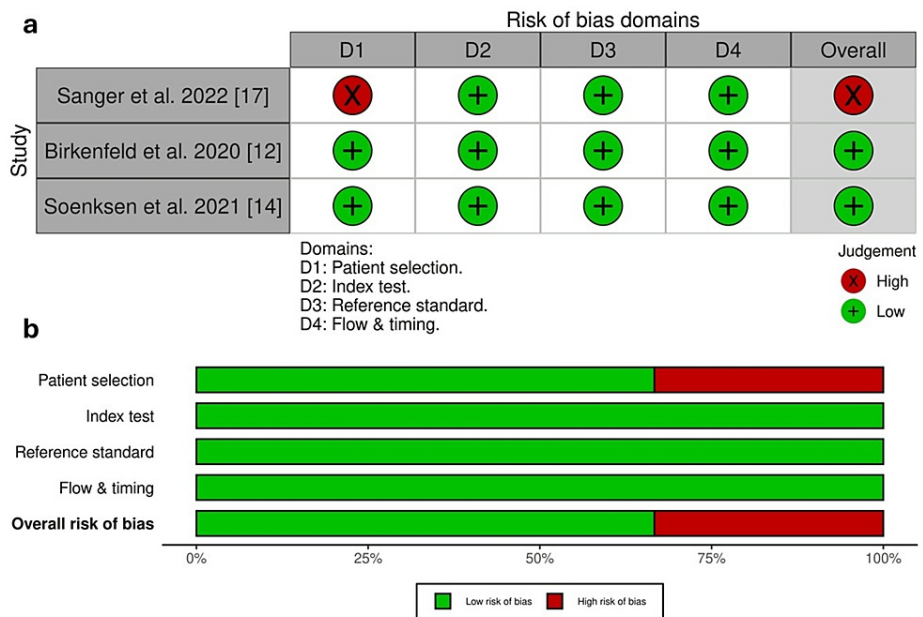 a
Risk of bias domains
D1 D2 D3 D4 Overall
Study
Sanger et al. 2022 [17] X + + + X
Birkenfeld et al. 2020 [12] + + + + +
Soenksen et al. 2021 [14] + + + + +
Domains:
D1: Patient selection.
D2: Index test.
D3: Reference standard.
D4: Flow & timing.
Judgement
X High
+ Low
b
Patient selection
Index test
Reference standard
Flow & timing
Overall risk of bias
0% 25% 50% 75% 100%
Low risk of bias High risk of bias